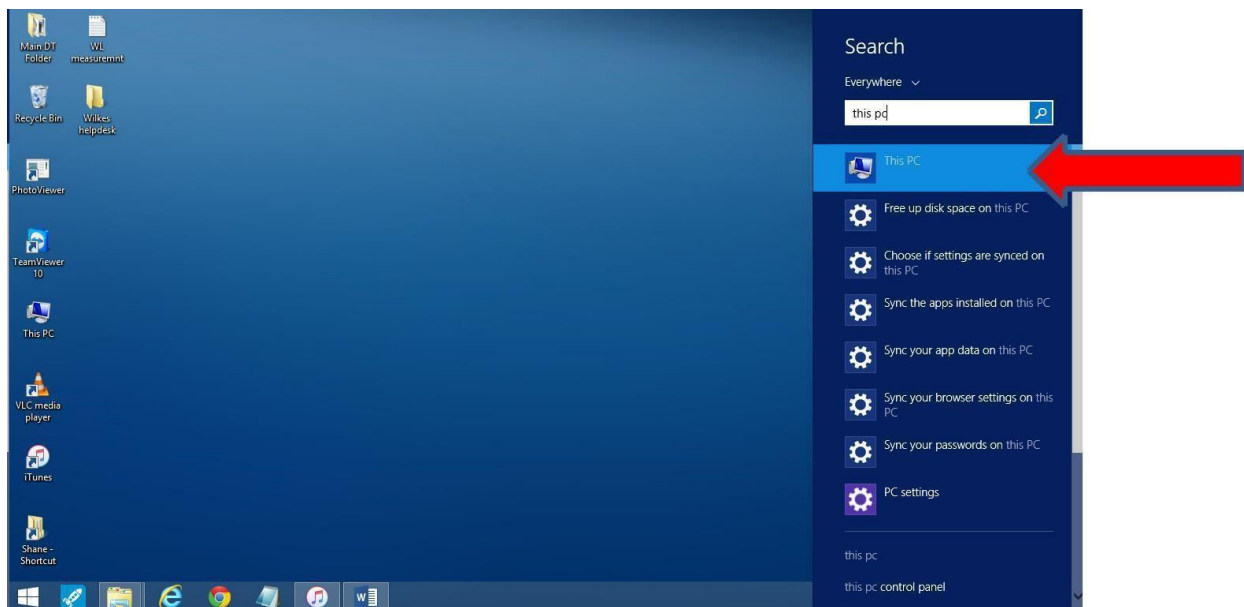 Main DT
Folder
WL
measuremnt
Recycle Bin
Wilkes
helpdesk
PhotoViewer
TeamViewer
10
This PC
VLC media
player
iTunes
Shane -
Shortcut
W
Search
Everywhere
this pc
This PC
Free up disk space on this PC
Choose if settings are synced on
this PC
Sync the apps installed on this PC
Sync your app data on this PC
Sync your browser settings on this
PC
Sync your passwords on this PC
PC settings
this pc
this pc control panel